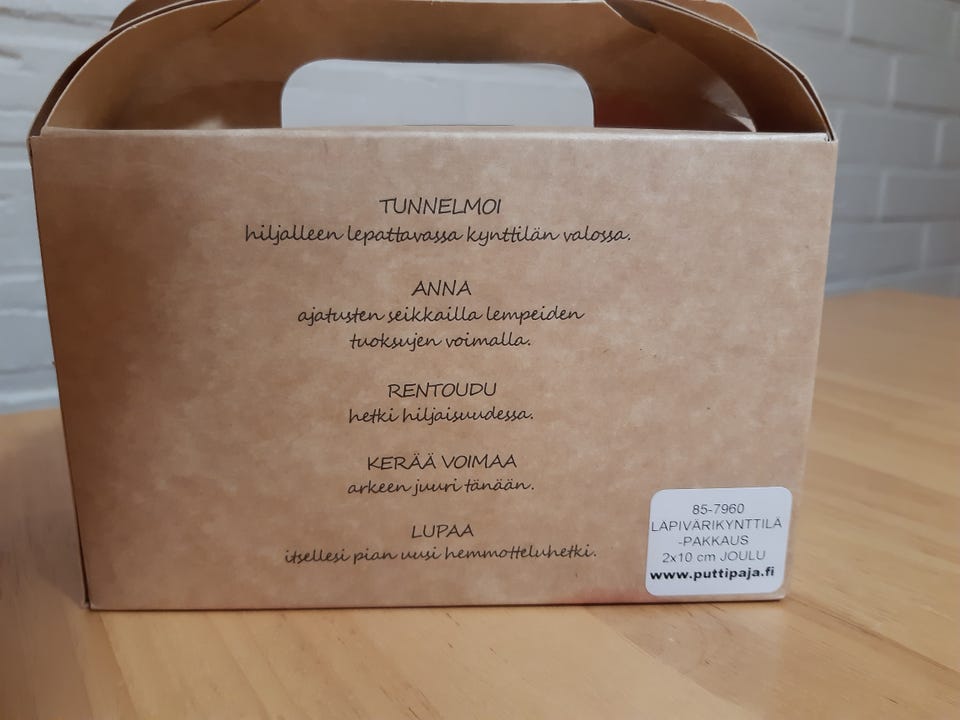 TUNNELMOI
hiljalleen lepattavassa kynttilän valossa.
ANNA
ajatusten seikkailla lempeiden
tuoksujen voimalla.
RENTOUDU
hetki hiljaisuudessa.
KERÄÄ VOIMAA
arkeen juuri tänään.
LUPAA
itsellesi pian uusi hemmotteluhetki.
85-7960
LÄPIVÄRIKYNTTILÄ
-PAKKAUS
2x10 cm JOULU
www.puttipaja.fi